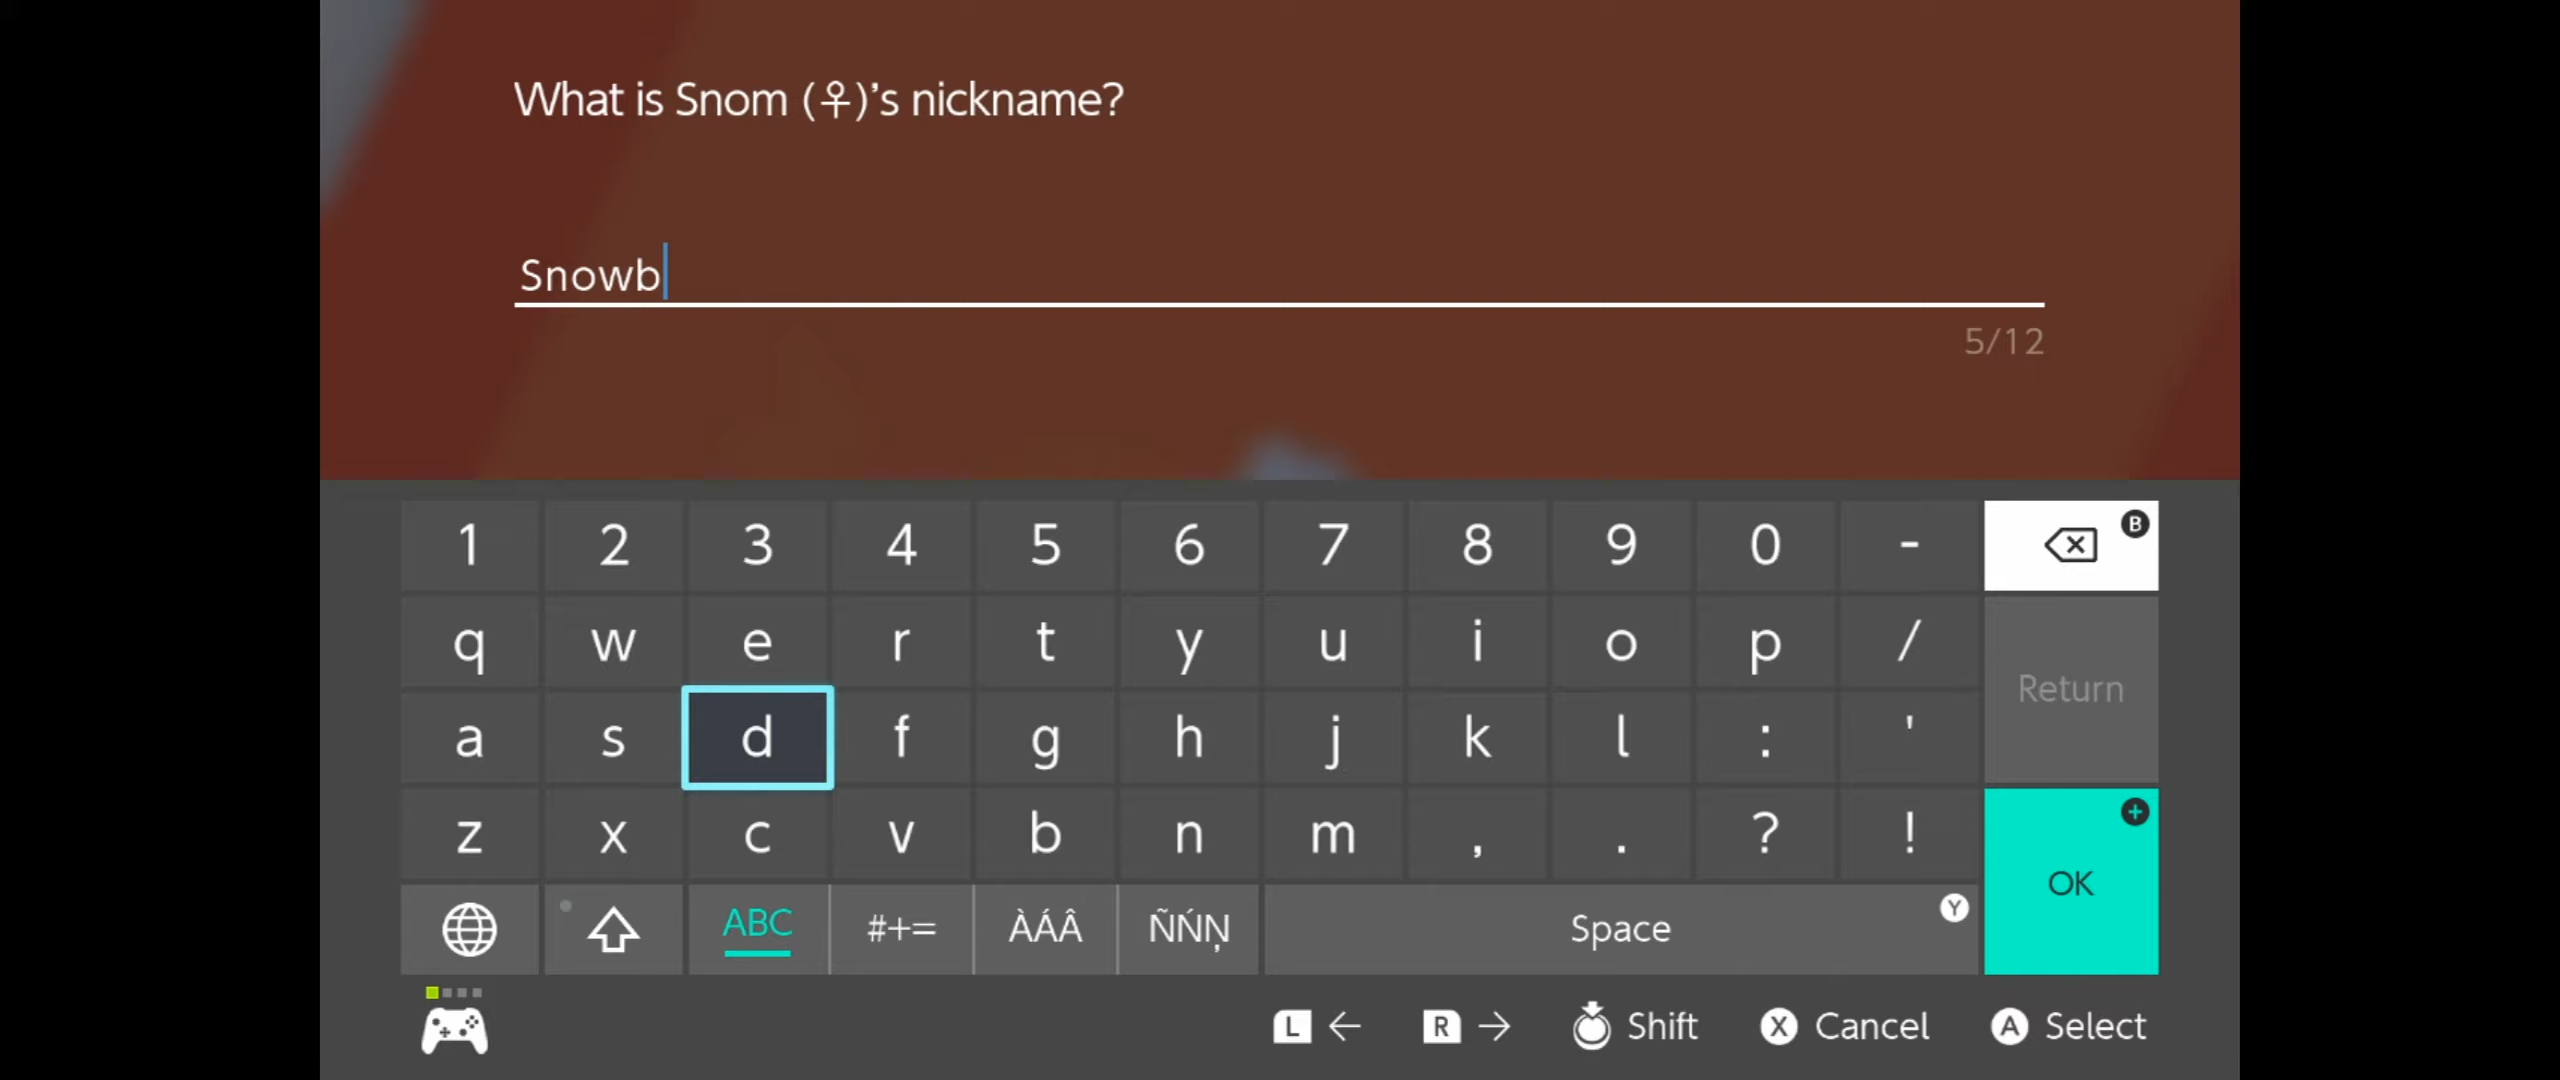 What is Snom (♀)'s nickname?
Snowb
5/12
1 2 3 4 5 6 7 8 9 0 - B
q w e r t y u i o p /
Return
a s d f g h j k l : '
z x c v b n m , . ? ! +
OK
ABC #+= ÀÁÂ ÑŃŅ Space Y
L ← R → Shift X Cancel A Select